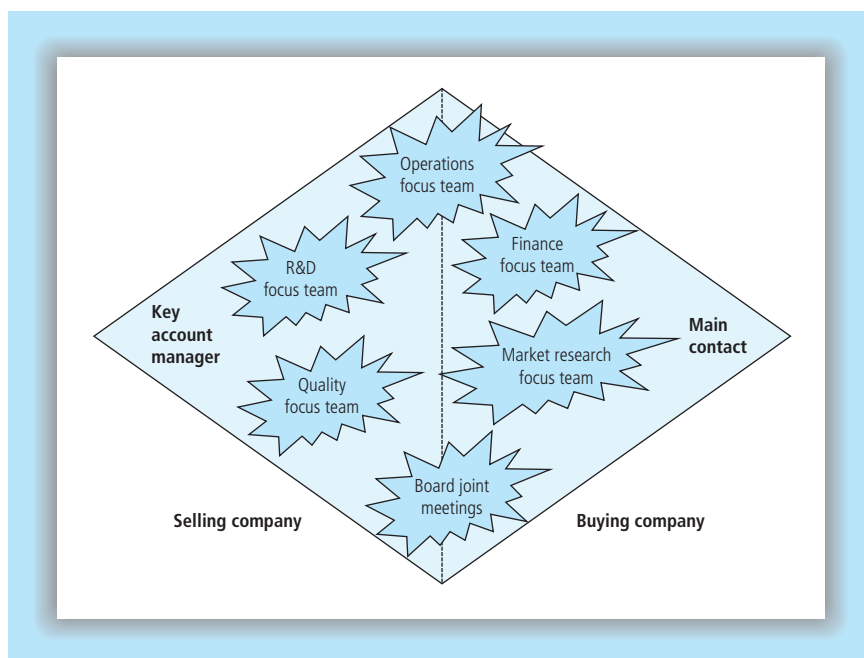 Operations
focus team
Finance
focus team
R&D
focus team
Key
account
manager
Main
contact
Market research
focus team
Quality
focus team
Board joint
meetings
Selling company
Buying company